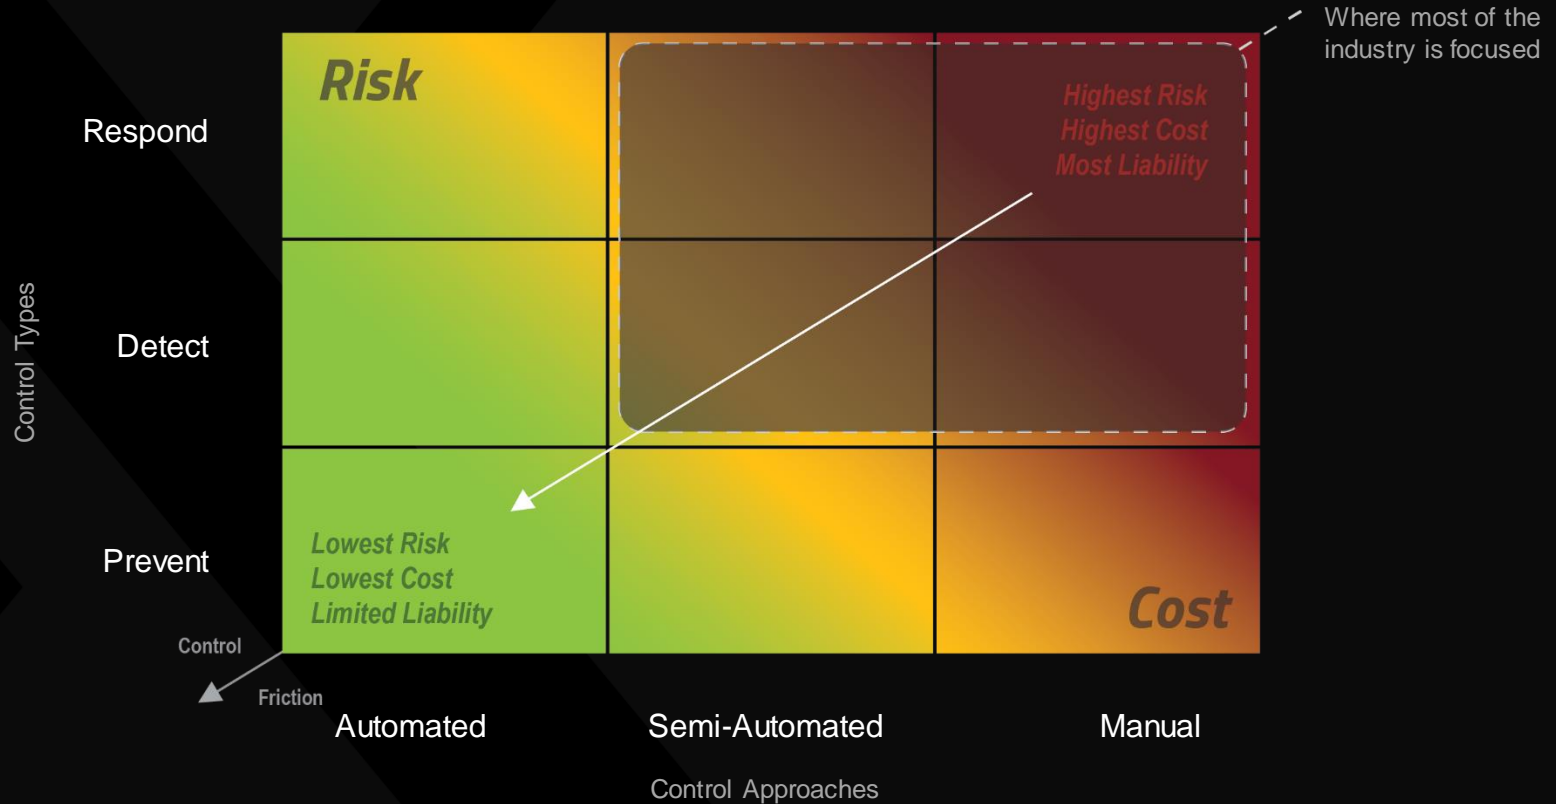 Where most of the
industry is focused
Risk
Highest Risk
Highest Cost
Most Liability
Respond
Detect
Control Types
Prevent
Lowest Risk
Lowest Cost
Limited Liability
Cost
Control
Friction
Automated
Semi-Automated
Manual
Control Approaches